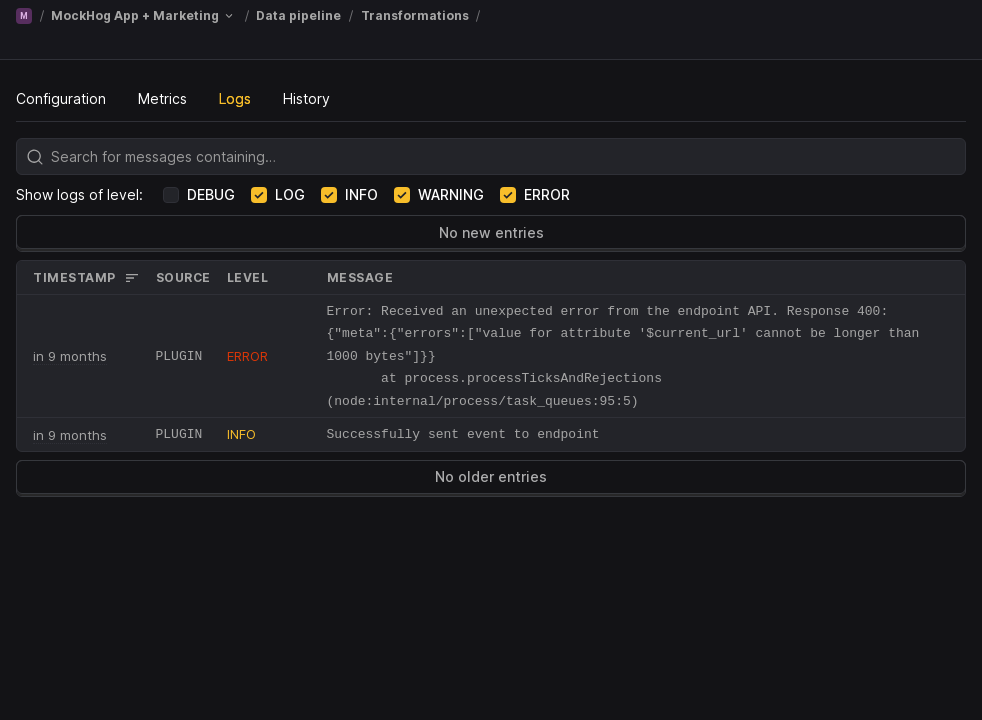 M / MockHog App + Marketing / Data pipeline / Transformations /
Configuration Metrics Logs History
Search for messages containing…
Show logs of level: DEBUG LOG INFO WARNING ERROR
No new entries
TIMESTAMP SOURCE LEVEL MESSAGE
in 9 months PLUGIN ERROR Error: Received an unexpected error from the endpoint API. Response 400:
{"meta":{"errors":["value for attribute '$current_url' cannot be longer than
1000 bytes"]}}
at process.processTicksAndRejections
(node:internal/process/task_queues:95:5)
in 9 months PLUGIN INFO Successfully sent event to endpoint
No older entries